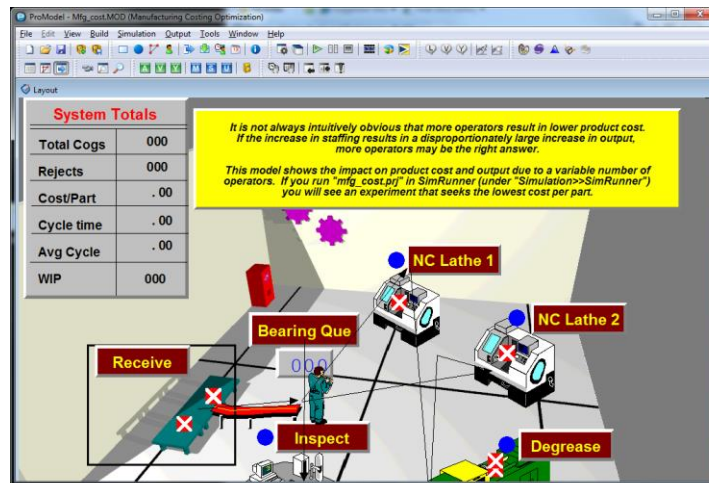 ProModel - Mfg_cost.MOD (Manufacturing Costing Optimization)
File Edit View Build Simulation Output Tools Window Help
Layout
System Totals
Total Cogs 000
Rejects 000
Cost/Part . 00
Cycle time . 00
Avg Cycle . 00
WIP 000
It is not always intuitively obvious that more operators result in lower product cost.
If the increase in staffing results in a disproportionately large increase in output,
more operators may be the right answer.
This model shows the impact on product cost and output due to a variable number of
operators. If you run "mfg_cost.prj" in SimRunner (under "Simulation>>SimRunner")
you will see an experiment that seeks the lowest cost per part.
NC Lathe 1
NC Lathe 2
Bearing Que
000
Receive
Inspect
Degrease